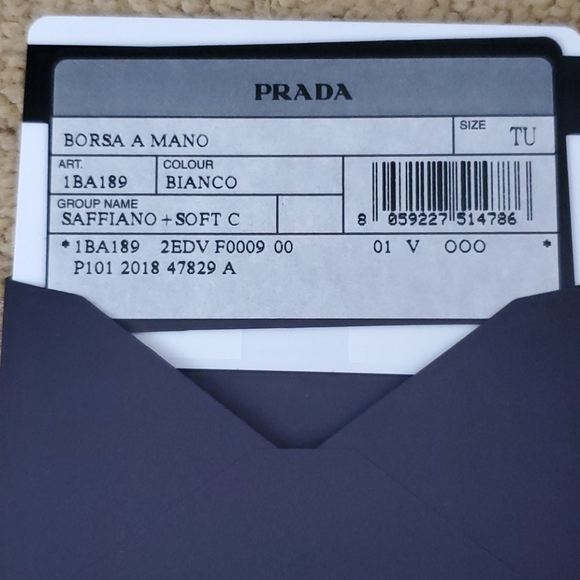 PRADA
BORSA A MANO
SIZE TU
ART. COLOUR
1BA189 BIANCO
GROUP NAME
SAFFIANO+SOFT C
8 059227 514786
*1BA189 2EDV F0009 00 01 V OOO *
P101 2018 47829 A